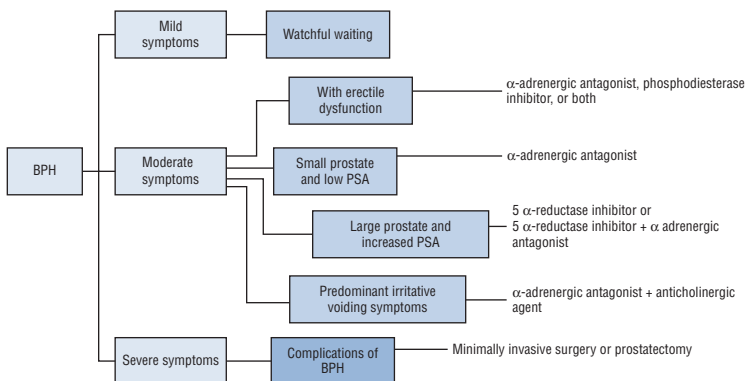 Mild
symptoms
Watchful waiting
With erectile
dysfunction
α-adrenergic antagonist, phosphodiesterase
inhibitor, or both
BPH
Moderate
symptoms
Small prostate
and low PSA
α-adrenergic antagonist
Large prostate and
increased PSA
5 α-reductase inhibitor or
5 α-reductase inhibitor + α adrenergic
antagonist
Predominant irritative
voiding symptoms
α-adrenergic antagonist + anticholinergic
agent
Severe symptoms
Complications of
BPH
Minimally invasive surgery or prostatectomy